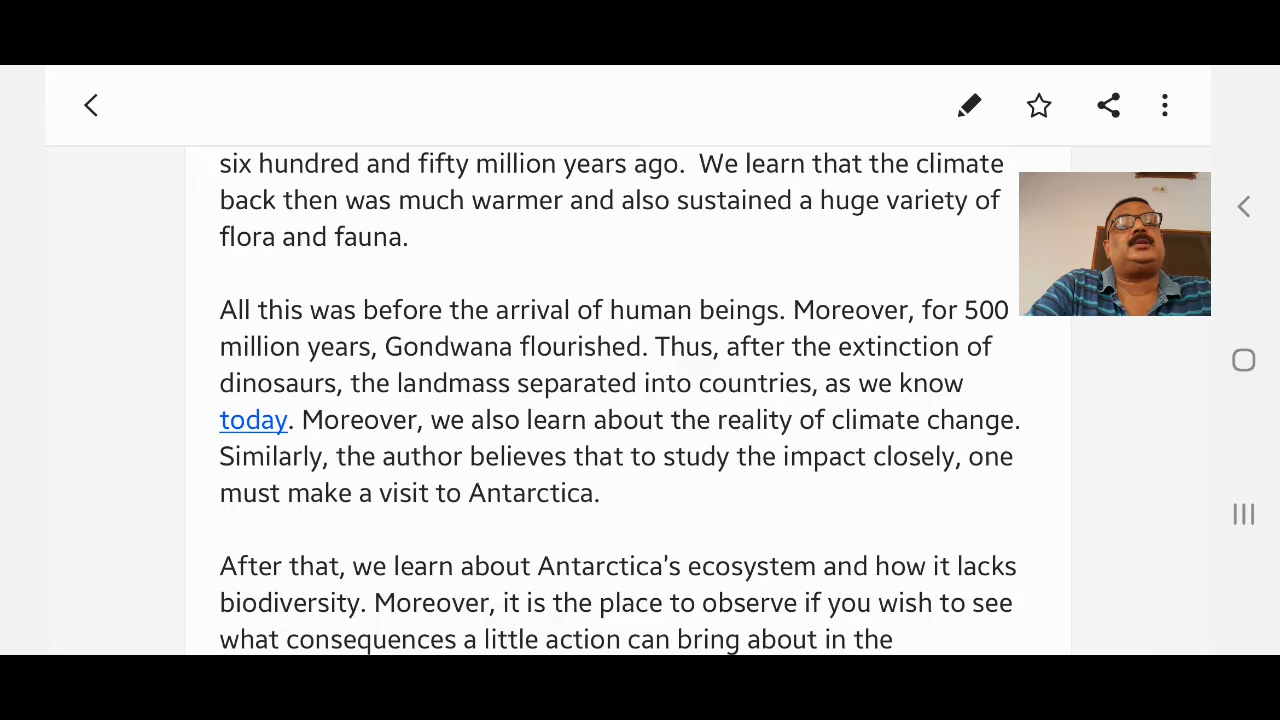 six hundred and fifty million years ago.  We learn that the climate
back then was much warmer and also sustained a huge variety of
flora and fauna.
All this was before the arrival of human beings. Moreover, for 500
million years, Gondwana flourished. Thus, after the extinction of
dinosaurs, the landmass separated into countries, as we know
today. Moreover, we also learn about the reality of climate change.
Similarly, the author believes that to study the impact closely, one
must make a visit to Antarctica.
After that, we learn about Antarctica's ecosystem and how it lacks
biodiversity. Moreover, it is the place to observe if you wish to see
what consequences a little action can bring about in the